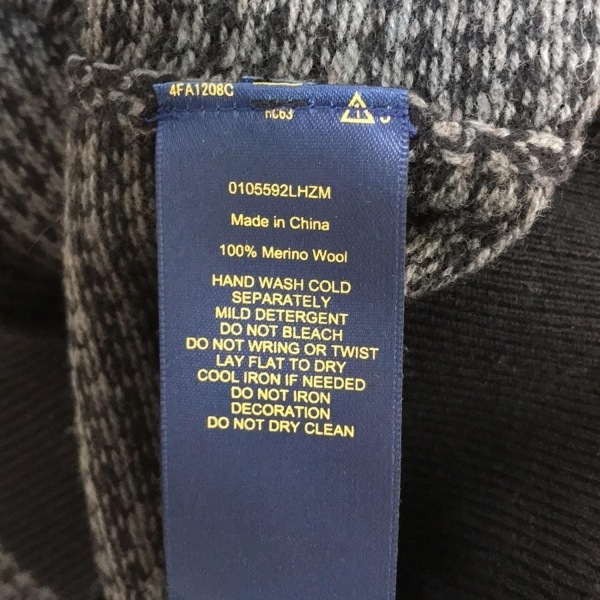 4FA1208C
RC63
0105592LHZM
Made in China
100% Merino Wool
HAND WASH COLD
SEPARATELY
MILD DETERGENT
DO NOT BLEACH
DO NOT WRING OR TWIST
LAY FLAT TO DRY
COOL IRON IF NEEDED
DO NOT IRON
DECORATION
DO NOT DRY CLEAN